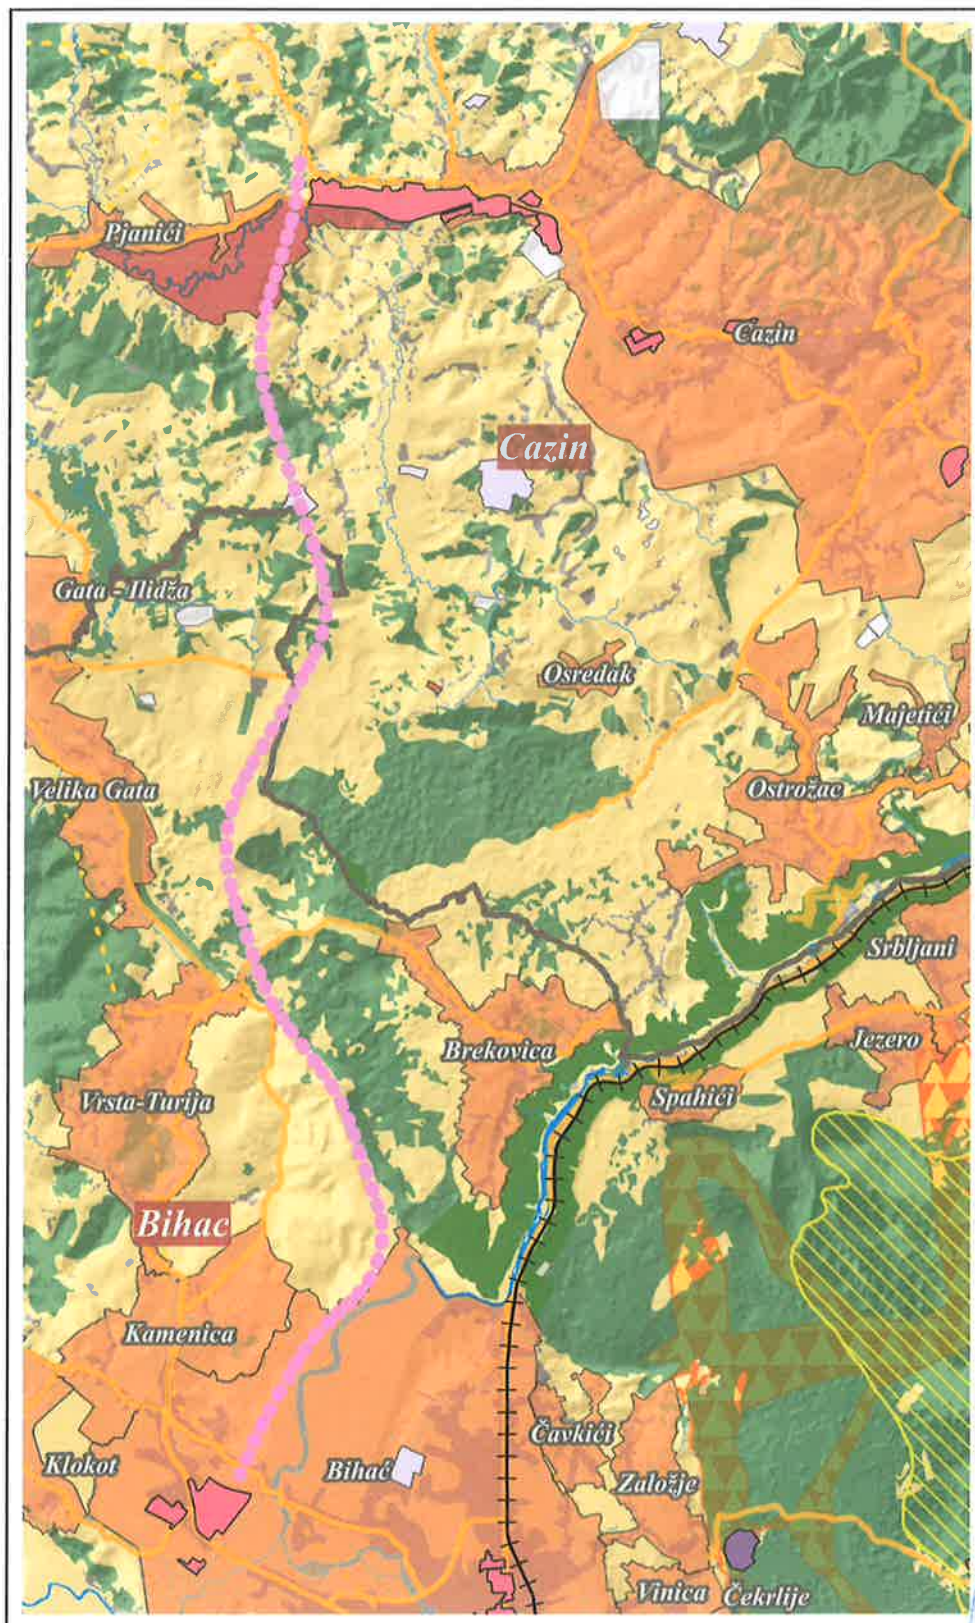 Pjanići
Cazin
Cazin
Gata - Ilidža
Osredak
Majetići
Velika Gata
Ostrožac
Srbljani
Jezero
Brekovica
Spahići
Vrsta-Turija
Bihac
Kamenica
Čavkići
Klokot
Bihać
Založje
Vinica
Čekrlije